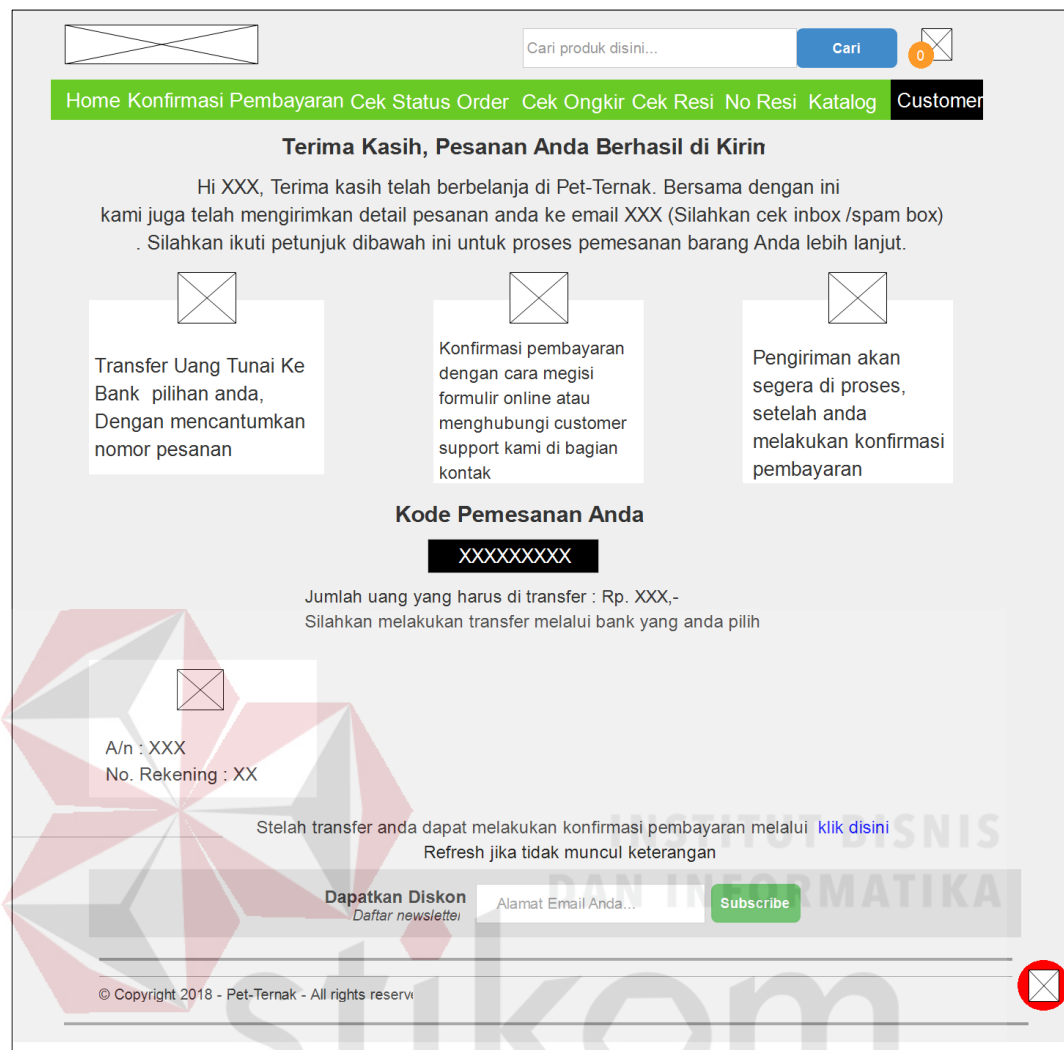 Cari produk disini...
Cari
0
Home Konfirmasi Pembayaran Cek Status Order Cek Ongkir Cek Resi No Resi Katalog Customer
Terima Kasih, Pesanan Anda Berhasil di Kirim
Hi XXX, Terima kasih telah berbelanja di Pet-Ternak. Bersama dengan ini
kami juga telah mengirimkan detail pesanan anda ke email XXX (Silahkan cek inbox /spam box)
. Silahkan ikuti petunjuk dibawah ini untuk proses pemesanan barang Anda lebih lanjut.
Transfer Uang Tunai Ke
Bank pilihan anda,
Dengan mencantumkan
nomor pesanan
Konfirmasi pembayaran
dengan cara megisi
formulir online atau
menghubungi customer
support kami di bagian
kontak
Pengiriman akan
segera di proses,
setelah anda
melakukan konfirmasi
pembayaran
Kode Pemesanan Anda
XXXXXXXXX
Jumlah uang yang harus di transfer : Rp. XXX,-
Silahkan melakukan transfer melalui bank yang anda pilih
A/n : XXX
No. Rekening : XX
Stelah transfer anda dapat melakukan konfirmasi pembayaran melalui klik disini
Refresh jika tidak muncul keterangan
INSTITUT BISNIS
DAN INFORMATIKA
Dapatkan Diskon
Daftar newsletter
Alamat Email Anda...
Subscribe
© Copyright 2018 - Pet-Ternak - All rights reserve
stikom